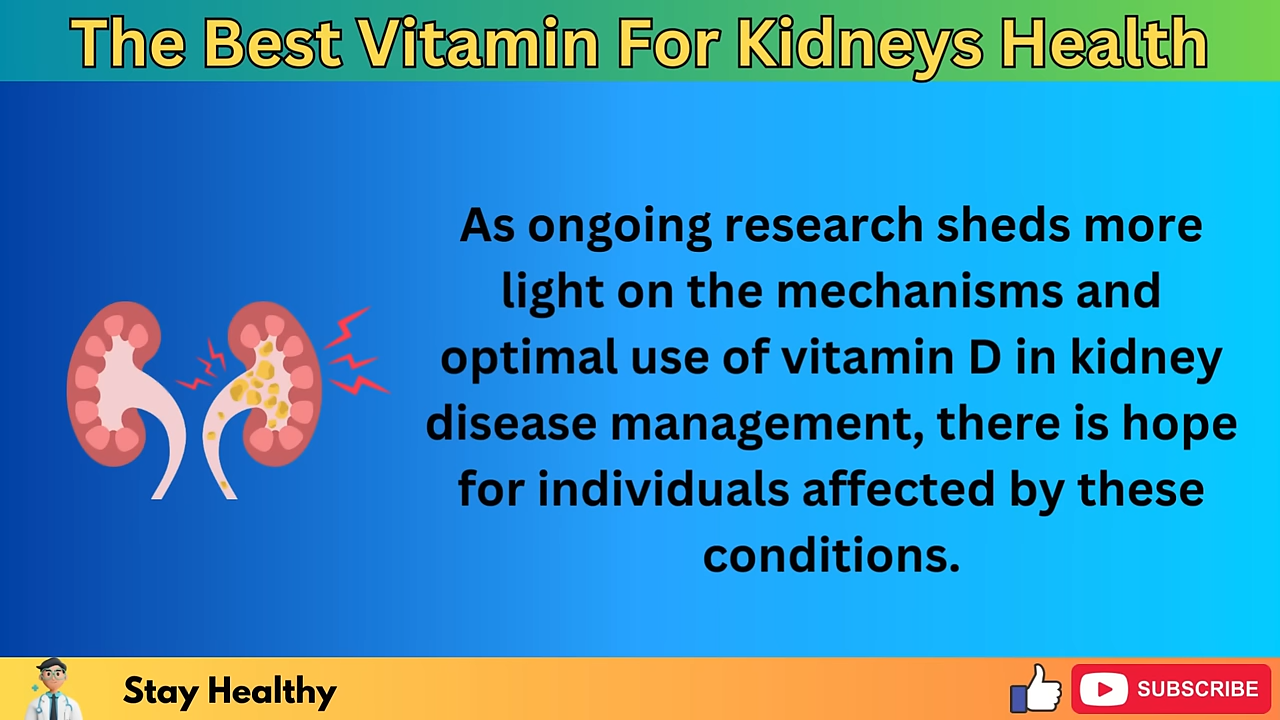 The Best Vitamin For Kidneys Health
As ongoing research sheds more
light on the mechanisms and
optimal use of vitamin D in kidney
disease management, there is hope
for individuals affected by these
conditions.
Stay Healthy
SUBSCRIBE